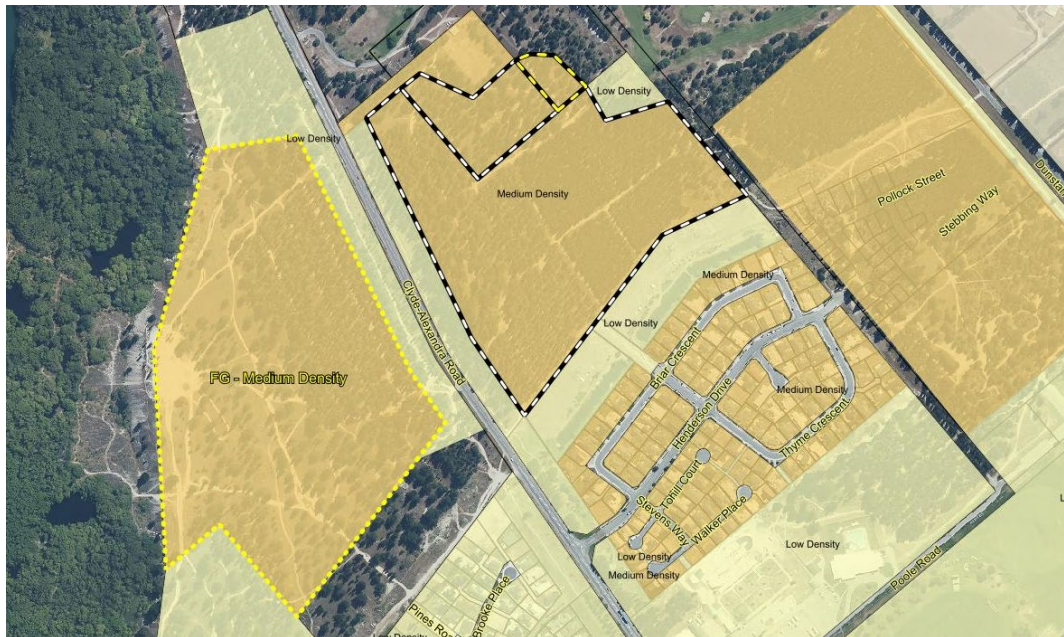 Low Density
Low Density
Medium Density
Pollock Street
Stebbing Way
Medium Density
Clyde-Alexandra Road
Low Density
FG - Medium Density
Briar Crescent
Henderson Drive
Medium Density
Thyme Crescent
Tohill Court
Stevens Way
Walker Place
Low Density
Low Density
Medium Density
Poole Road
Brooke Place
Low Density